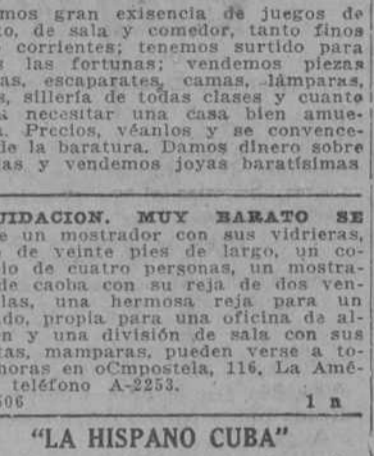 mos gran exisencia de juegos de
to, de sala y comedor, tanto finos
corrientes; tenemos surtido para
s las fortunas; vendemos piezas
as, escaparates, camas, lámparas,
s, sillería de todas clases y cuanto
a necesitar una casa bien amue-
a. Precios, véanlos y se convence-
de la baratura. Damos dinero sobre
as y vendemos joyas baratísimas
UIDACION. MUY BARATO SE
e un mostrador con sus vidrieras,
de veinte pies de largo, un co-
io de cuatro personas, un mostra-
de caoba con su reja de dos ven-
las, una hermosa reja para un
do, propia para una oficina de al-
n y una división de sala con sus
tas, mamparas, pueden verse a to-
horas en oCmpostela, 116, La Amé-
teléfono A-2253.
506 1 n
"LA HISPANO CUBA"